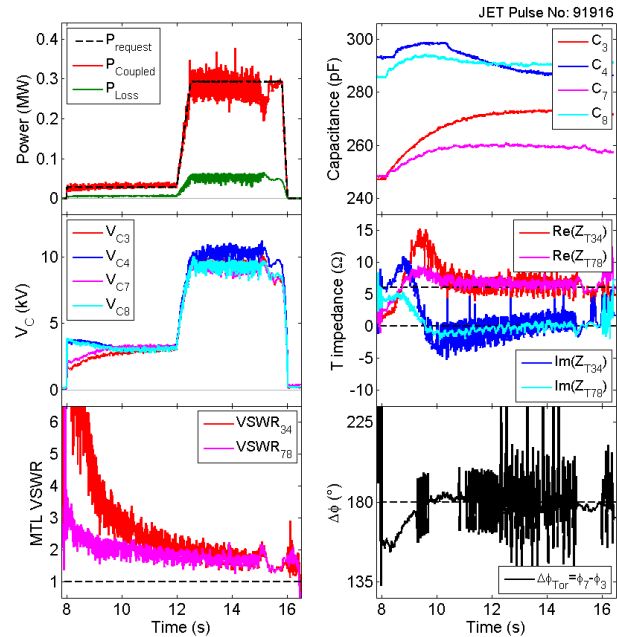 JET Pulse No: 91916
0.4
0.3
0.2
0.1
0
Power (MW)
P_request
P_Coupled
P_Loss
300
280
260
240
Capacitance (pF)
C_3
C_4
C_7
C_8
10
5
0
V_C (kV)
V_C3
V_C4
V_C7
V_C8
15
10
5
0
-5
-10
T impedance (Ω)
Re(Z_T34)
Re(Z_T78)
Im(Z_T34)
Im(Z_T78)
6
5
4
3
2
1
MTL VSWR
VSWR_34
VSWR_78
8 10 12 14 16
Time (s)
225
180
135
Δϕ (°)
Δϕ_Tor=ϕ_7-ϕ_3
8 10 12 14 16
Time (s)